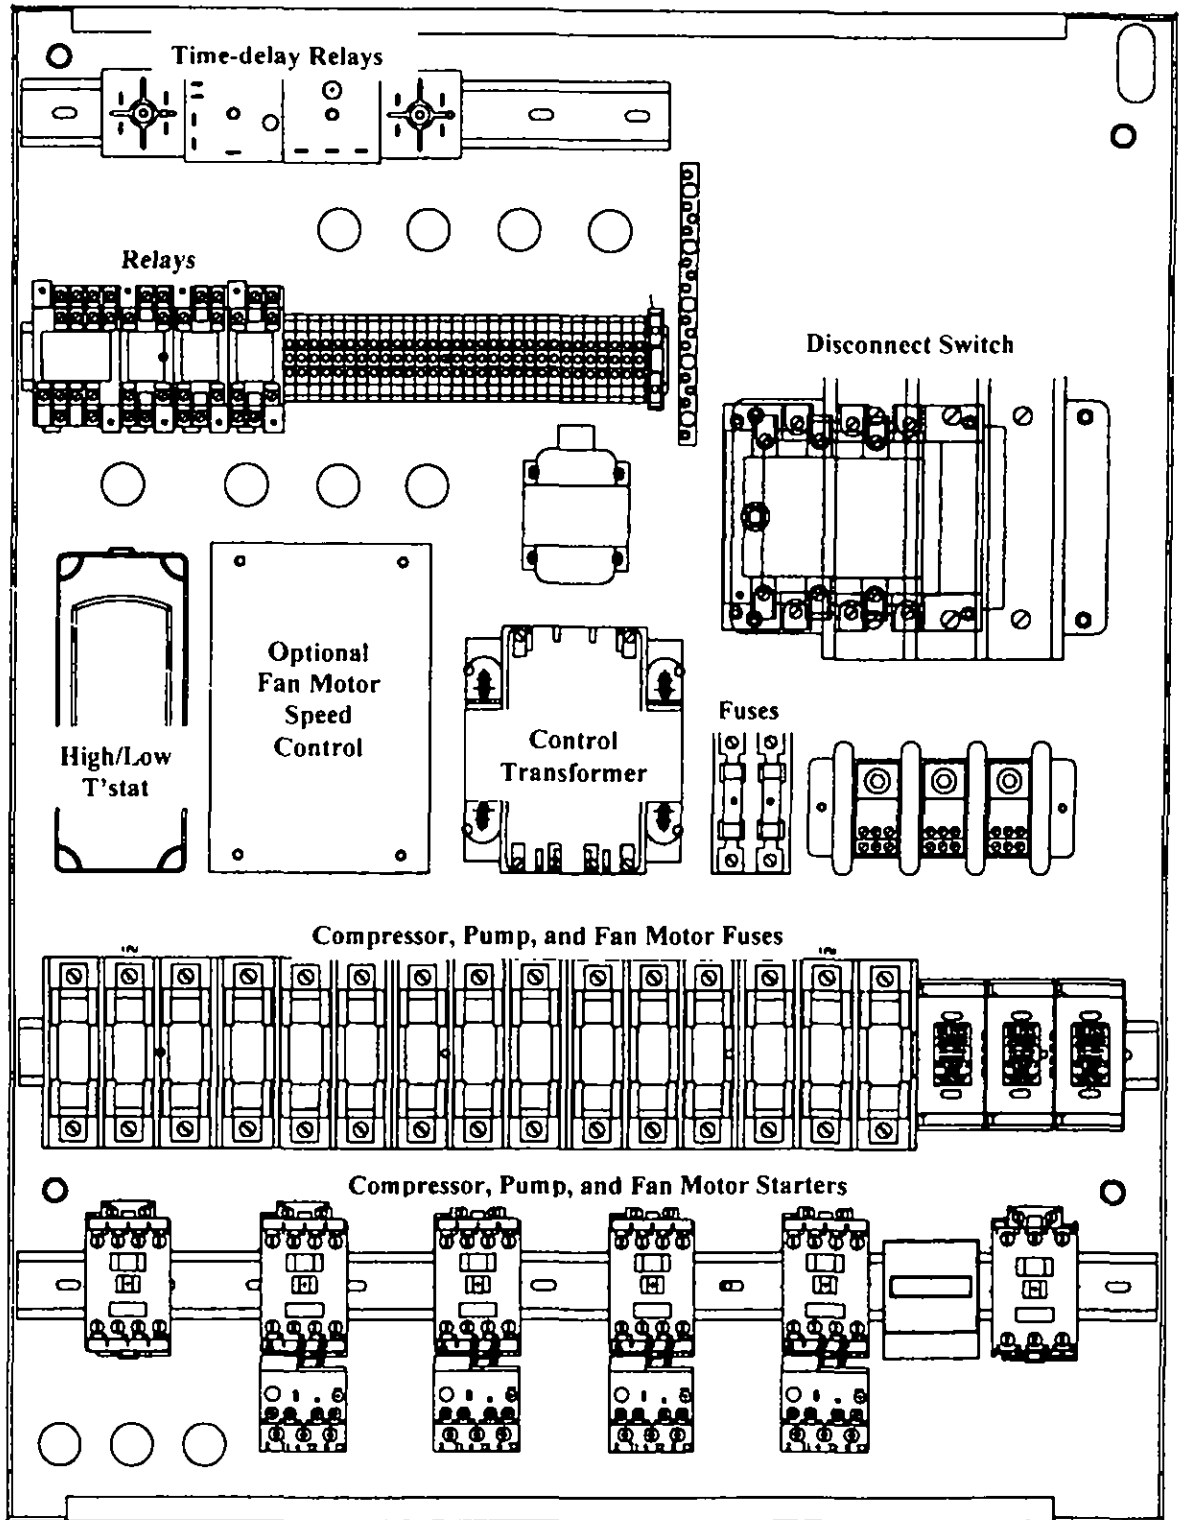 Time-delay Relays
Relays
Disconnect Switch
Optional
Fan Motor
Speed
Control
High/Low
T'stat
Control
Transformer
Fuses
Compressor, Pump, and Fan Motor Fuses
Compressor, Pump, and Fan Motor Starters